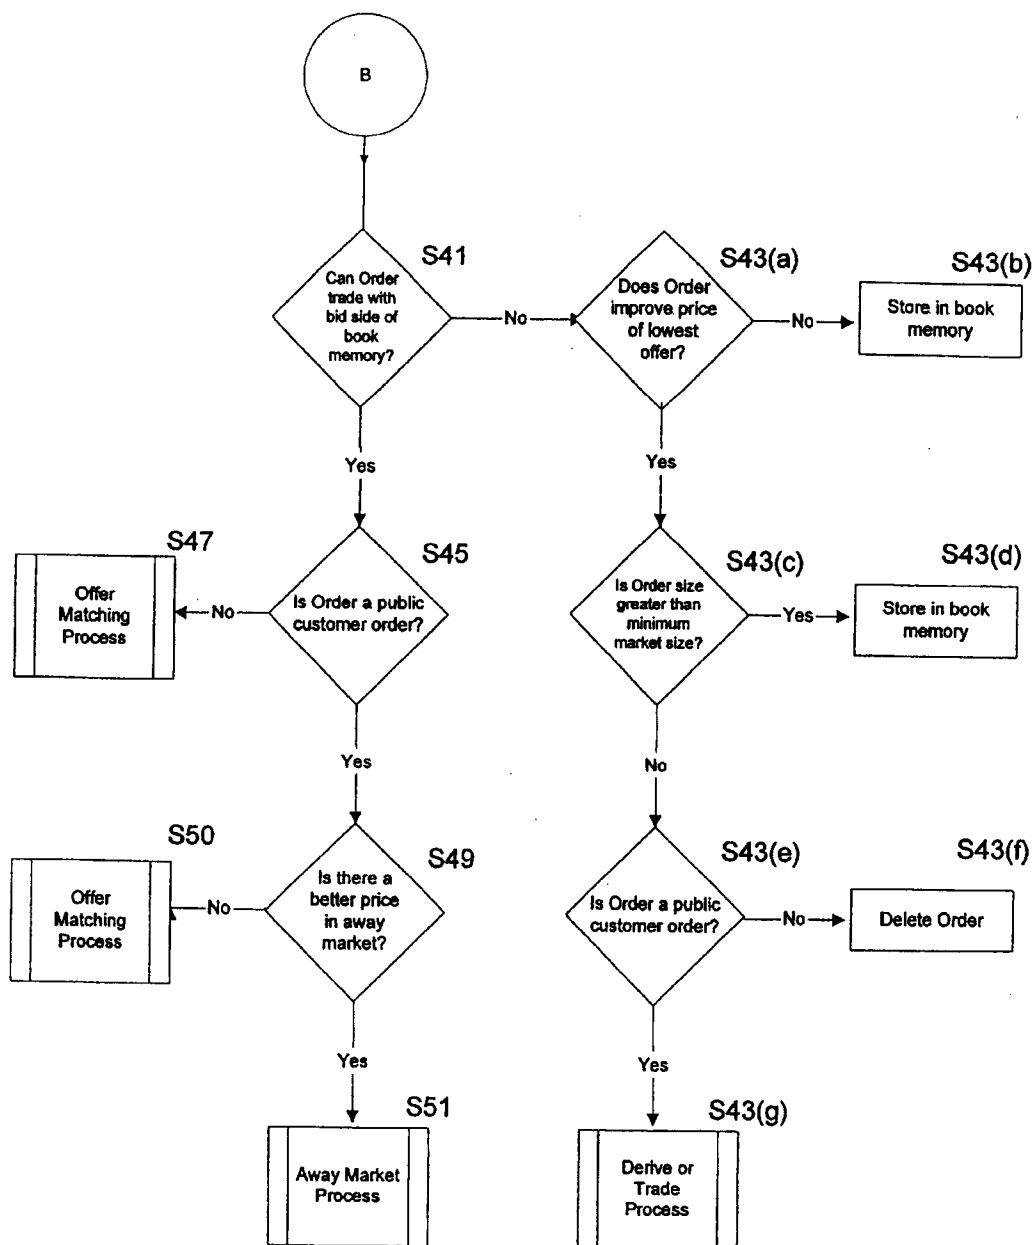 B
S41
Can Order
trade with
bid side of
book
memory?
No
S43(a)
Does Order
improve price
of lowest
offer?
No
S43(b)
Store in book
memory
Yes
Yes
S47
Offer
Matching
Process
No
S45
Is Order a public
customer order?
S43(c)
Is Order size
greater than
minimum
market size?
Yes
S43(d)
Store in book
memory
Yes
No
S50
Offer
Matching
Process
No
S49
Is there a
better price
in away
market?
S43(e)
Is Order a public
customer order?
No
S43(f)
Delete Order
Yes
Yes
S51
Away Market
Process
S43(g)
Derive or
Trade
Process